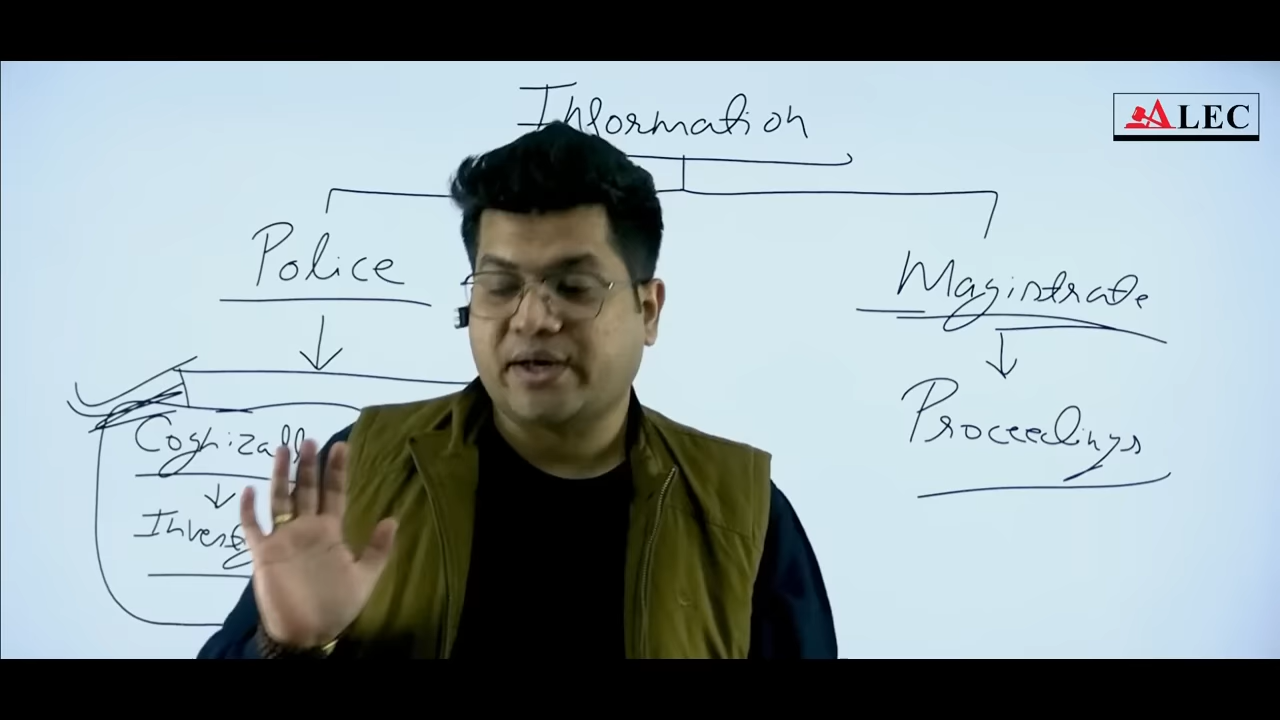 Information
ALEC
Police
Magistrate
Proceedings